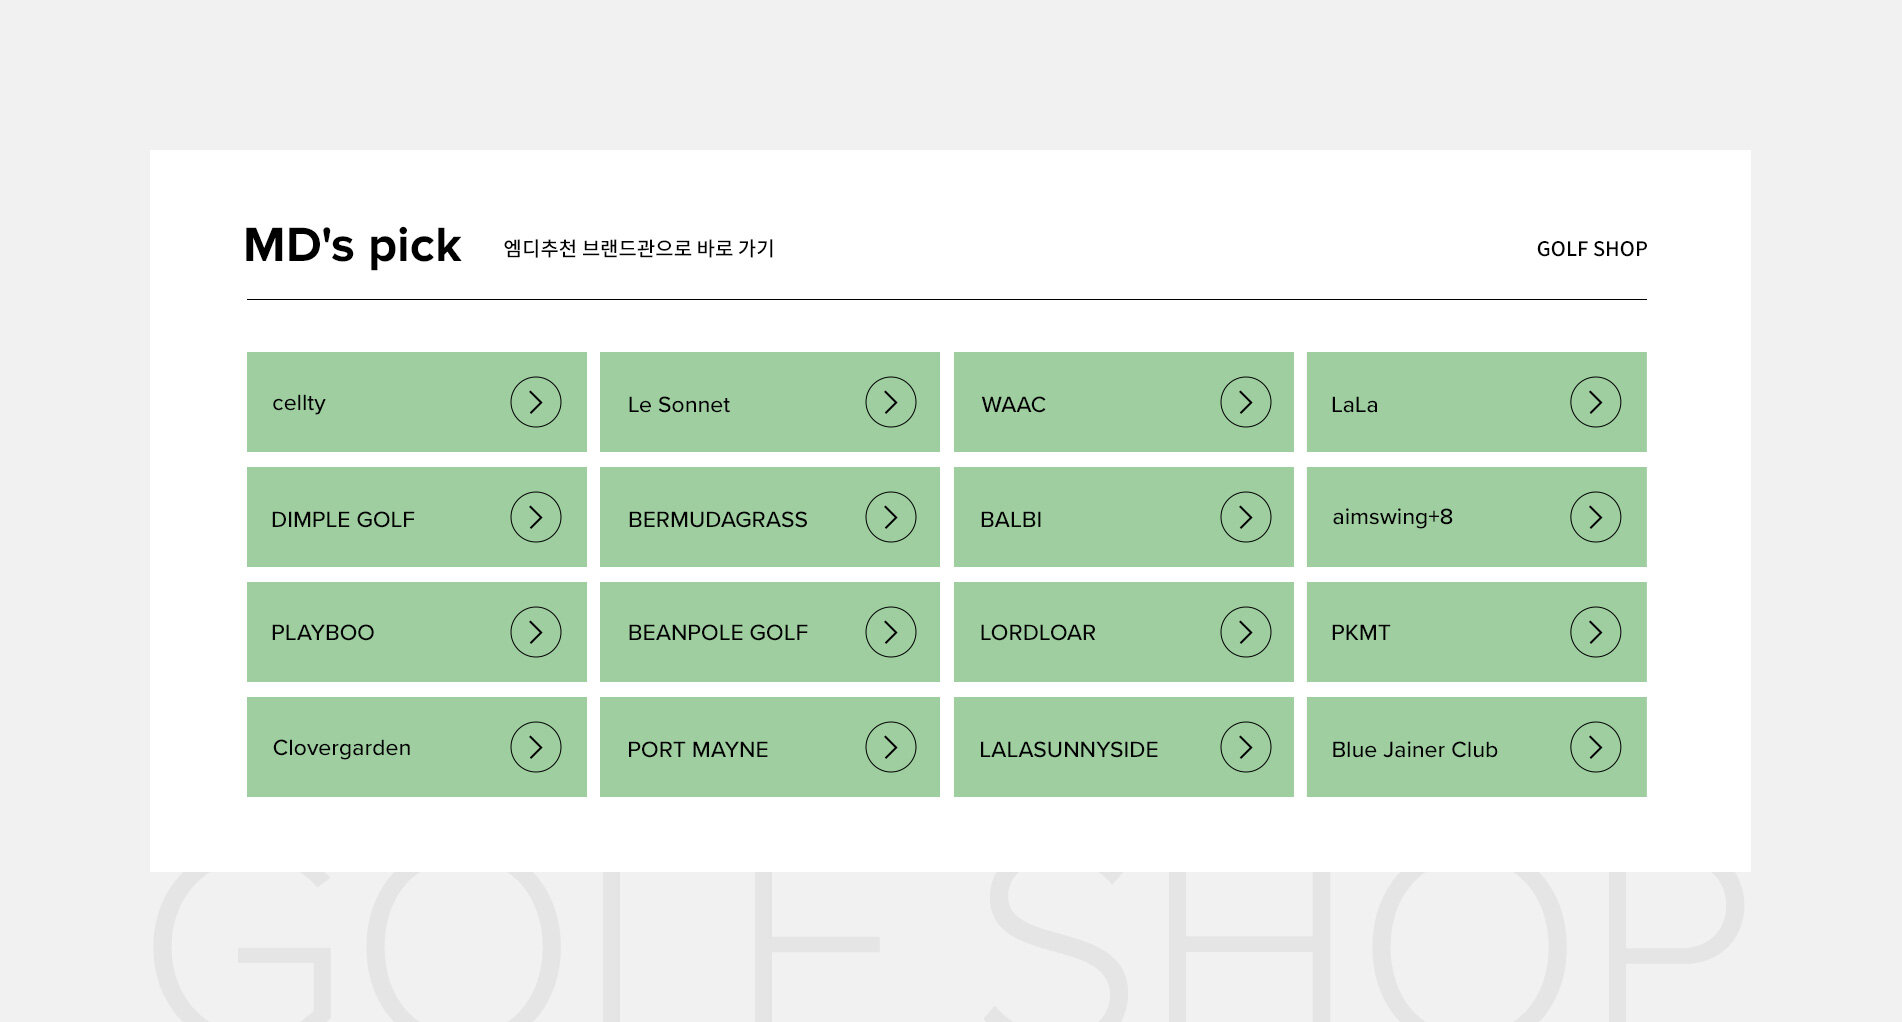 MD's pick 엠디추천 브랜드관으로 바로 가기 GOLF SHOP
cellty Le Sonnet WAAC LaLa
DIMPLE GOLF BERMUDAGRASS BALBI aimswing+8
PLAYBOO BEANPOLE GOLF LORDLOAR PKMT
Clovergarden PORT MAYNE LALASUNNYSIDE Blue Jainer Club
GOLF SHOP